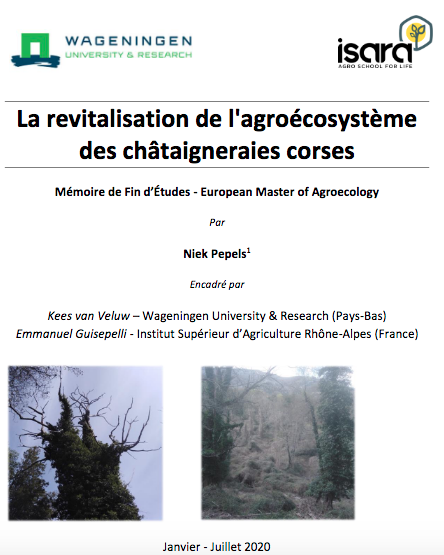 WAGENINGEN
UNIVERSITY & RESEARCH
isara
AGRO SCHOOL FOR LIFE
La revitalisation de l'agroécosystème
des châtaigneraies corses
Mémoire de Fin d'Études - European Master of Agroecology
Par
Niek Pepels¹
Encadré par
Kees van Veluw – Wageningen University & Research (Pays-Bas)
Emmanuel Guisepelli - Institut Supérieur d'Agriculture Rhône-Alpes (France)
Janvier - Juillet 2020